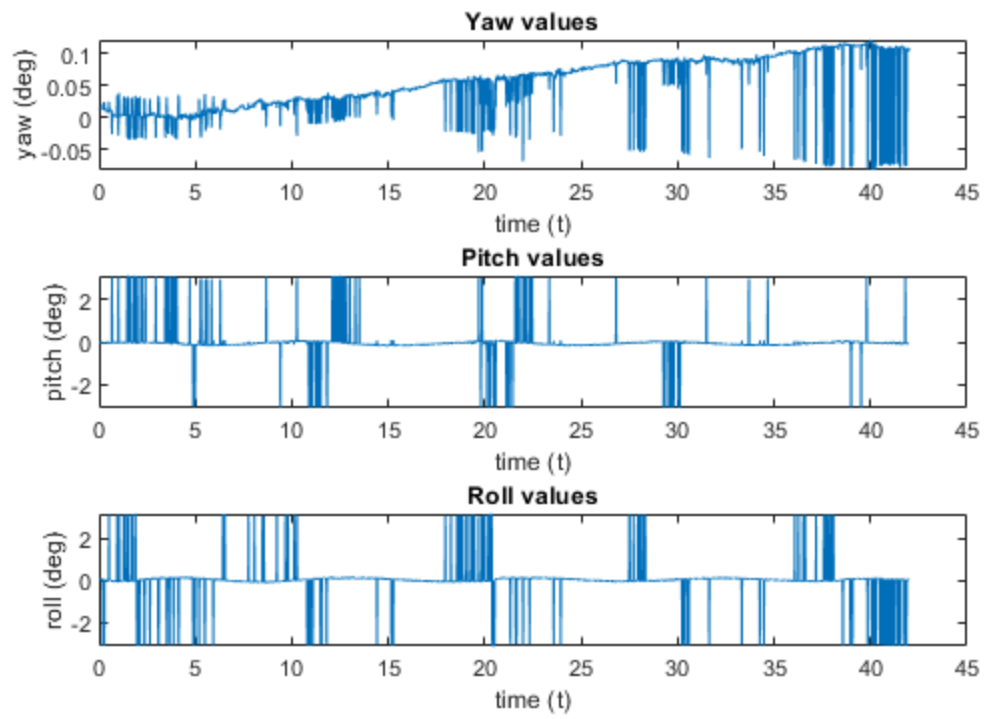 Yaw values
yaw (deg)
0.1
0.05
0
-0.05
0 5 10 15 20 25 30 35 40 45
time (t)
Pitch values
pitch (deg)
2
0
-2
0 5 10 15 20 25 30 35 40 45
time (t)
Roll values
roll (deg)
2
0
-2
0 5 10 15 20 25 30 35 40 45
time (t)